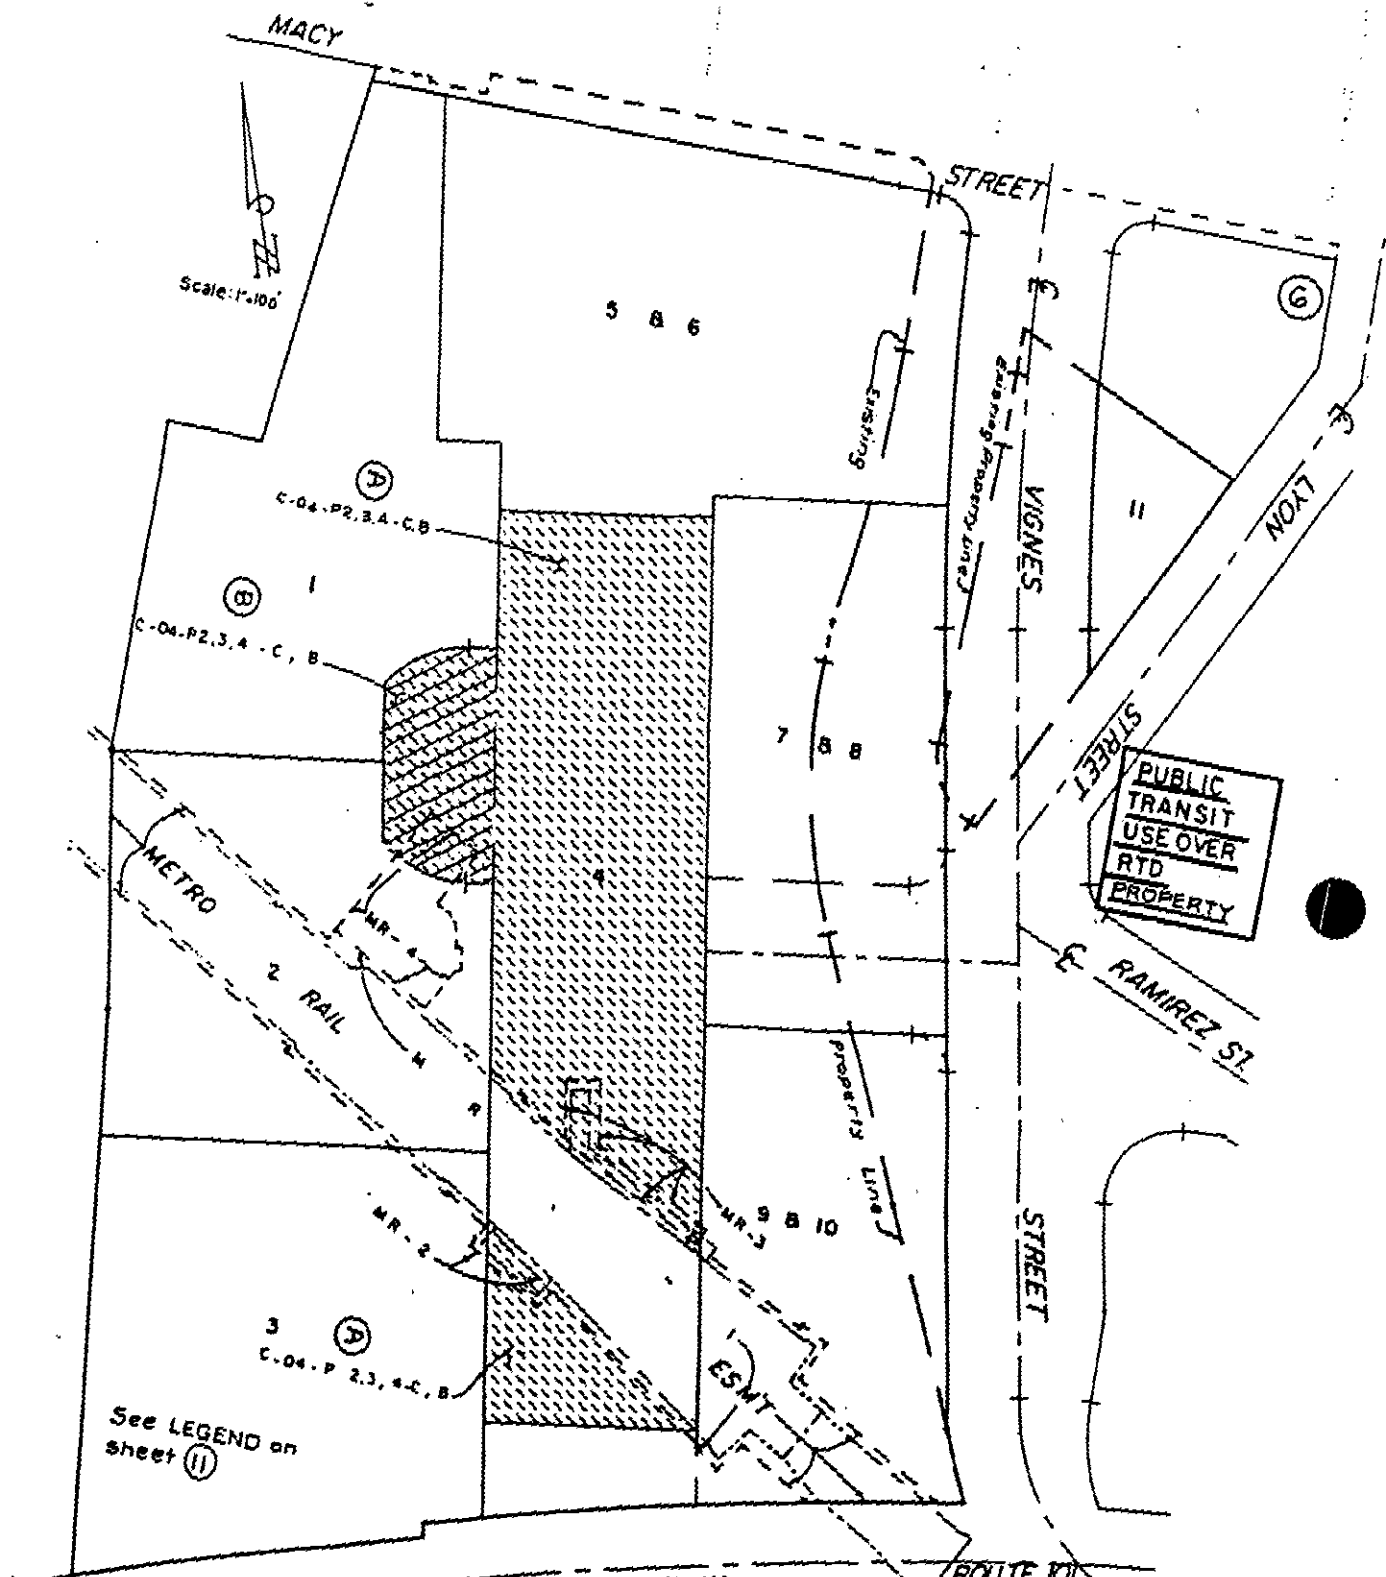 MACY
STREET
Scale: 1"=100'
6
5 & 6
Existing
Existing Property Line
VIGNES
LYON
STREET
11
A
C-04-P2,3,4-C,B
1
B
C-04-P2,3,4-C, B
7 & 8
PUBLIC
TRANSIT
USE OVER
RTD
PROPERTY
4
METRO
2 RAIL
MR-4
M
R
RAMIREZ ST.
Property Line
MR-2
MR-3
9 & 10
STREET
3 A
C-04-P 2,3,4-C,B
1
ESMT
See LEGEND on
sheet 11
ROUTE 101